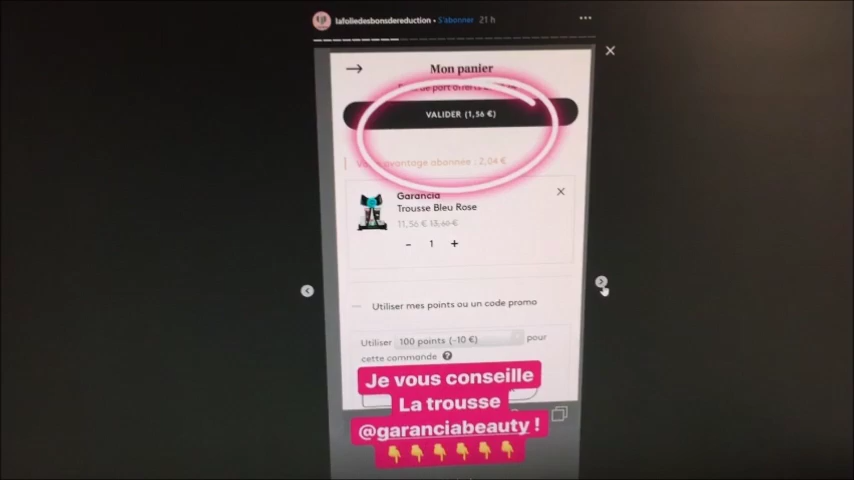 lafoliedesbonsdereduction • S'abonner 21 h
Mon panier
VALIDER (1,56 €)
avantage abonnée : 2,04 €
Garancia
Trousse Bleu Rose
11,56 € 13,60 €
- 1 +
Utiliser mes points ou un code promo
Utiliser 100 points (-10 €) pour
cette commande ?
Je vous conseille
La trousse
@garanciabeauty !